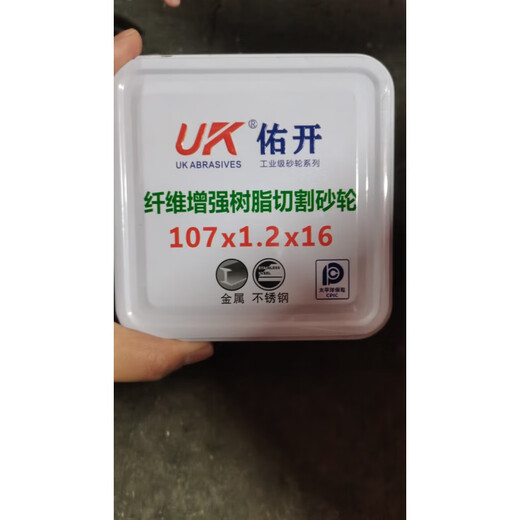 UK® 佑开
UK ABRASIVES 工业级砂轮系列
纤维增强树脂切割砂轮
107x1.2x16
金属 不锈钢
CPIC